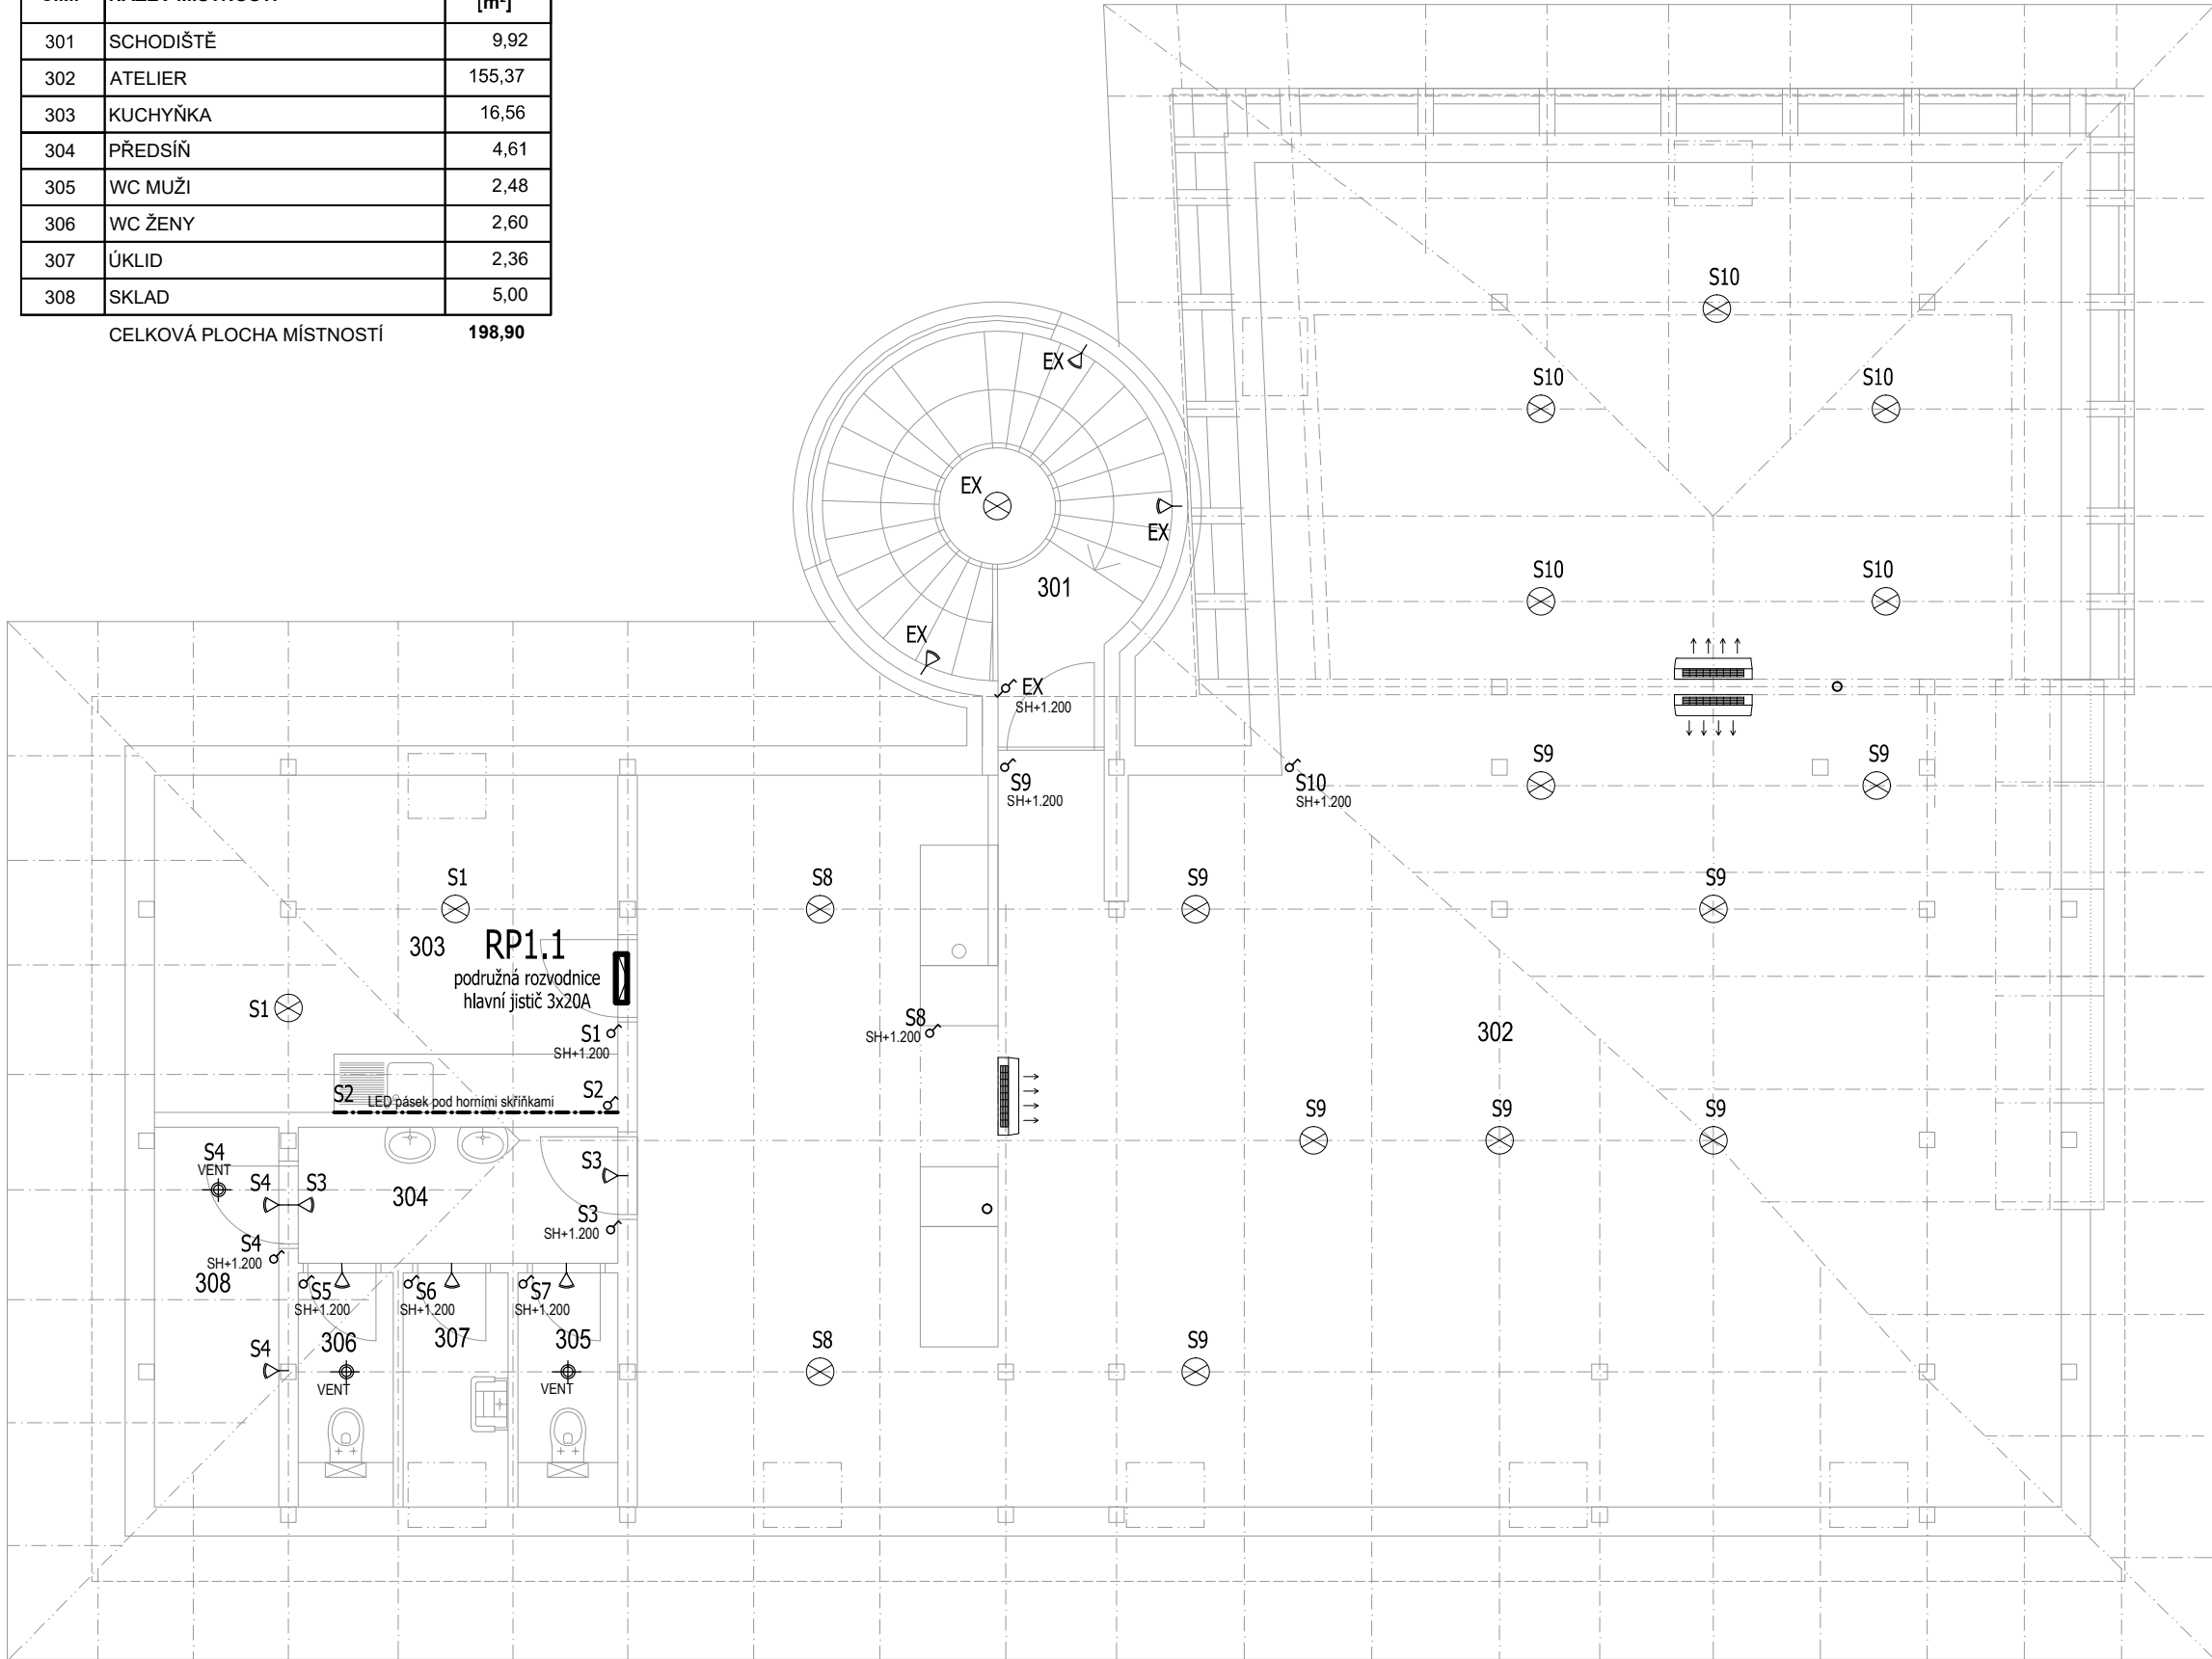 [m²]
301 SCHODIŠTĚ 9,92
302 ATELIER 155,37
303 KUCHYŇKA 16,56
304 PŘEDSÍŇ 4,61
305 WC MUŽI 2,48
306 WC ŽENY 2,60
307 ÚKLID 2,36
308 SKLAD 5,00
CELKOVÁ PLOCHA MÍSTNOSTÍ 198,90
S10
EX
S10 S10
EX
EX
S10 S10
301
EX
EX
SH+1.200
S9 S9
S9
SH+1.200
S10
SH+1.200
S1 S8 S9 S9
303
RP1.1
podružná rozvodnice
hlavní jistič 3x20A
S1
S1
SH+1.200
S8
SH+1.200
302
S2
LED pásek pod horními skříňkami
S2
S9 S9 S9
S4
VENT
S4 S3
304
S3
S3
SH+1.200
S4
SH+1.200
308
S5
SH+1.200
S6
SH+1.200
S7
SH+1.200
306 307 305
S4
S8 S9
VENT VENT